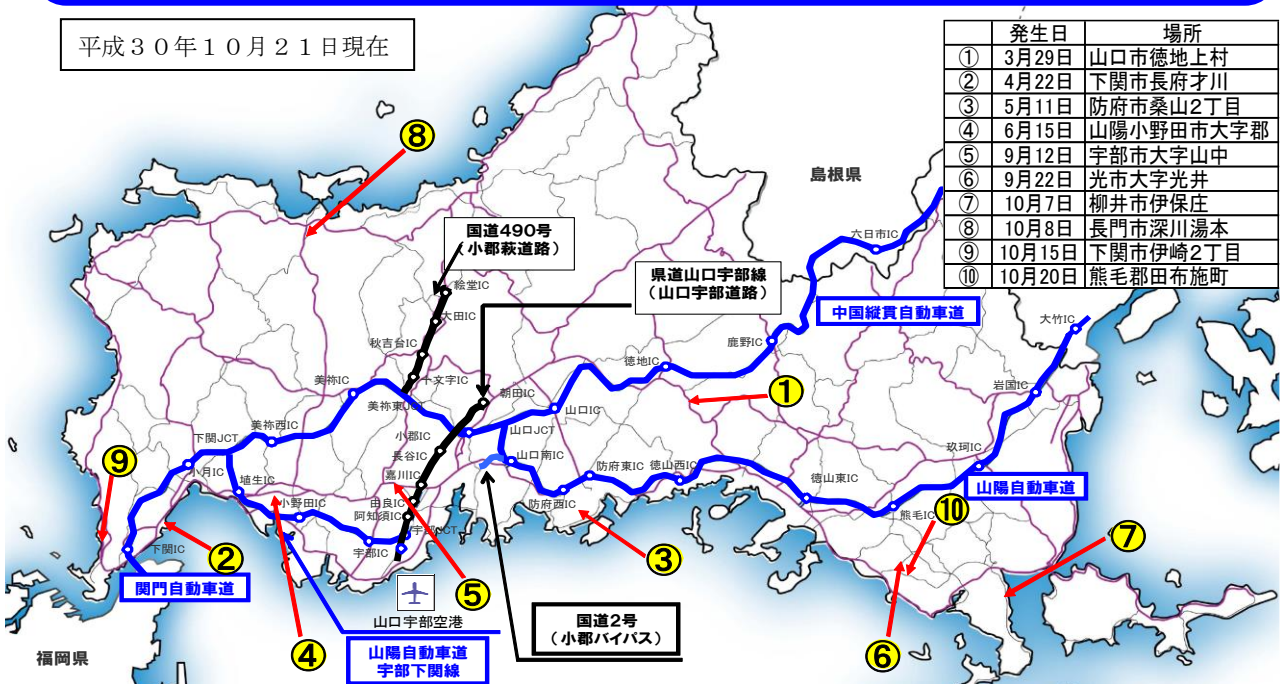 平成３０年１０月２１日現在
発生日 場所
① 3月29日 山口市徳地上村
② 4月22日 下関市長府才川
③ 5月11日 防府市桑山2丁目
④ 6月15日 山陽小野田市大字郡
⑤ 9月12日 宇部市大字山中
⑥ 9月22日 光市大字光井
⑦ 10月7日 柳井市伊保庄
⑧ 10月8日 長門市深川湯本
⑨ 10月15日 下関市伊崎2丁目
⑩ 10月20日 熊毛郡田布施町
⑧
島根県
国道490号
（小郡萩道路）
六日市IC
県道山口宇部線
（山口宇部道路）
絵堂IC
中国縦貫自動車道
大田IC
大竹IC
秋吉台IC
鹿野IC
徳地IC
十文字IC
美祢IC
岩国IC
朝田IC
①
美祢東JCT
山口IC
美祢西IC
山口JCT
小郡IC
下関JCT
玖珂IC
長谷IC
山口南IC
⑨
小月IC
防府東IC
徳山西IC
嘉川IC
埴生IC
徳山東IC
山陽自動車道
小野田IC
由良IC
防府西IC
⑩
阿知須IC
熊毛IC
宇部JCT
②
下関IC
宇部IC
③
⑦
関門自動車道
⑤
山口宇部空港
国道2号
（小郡バイパス）
福岡県
④
山陽自動車道
宇部下関線
⑥